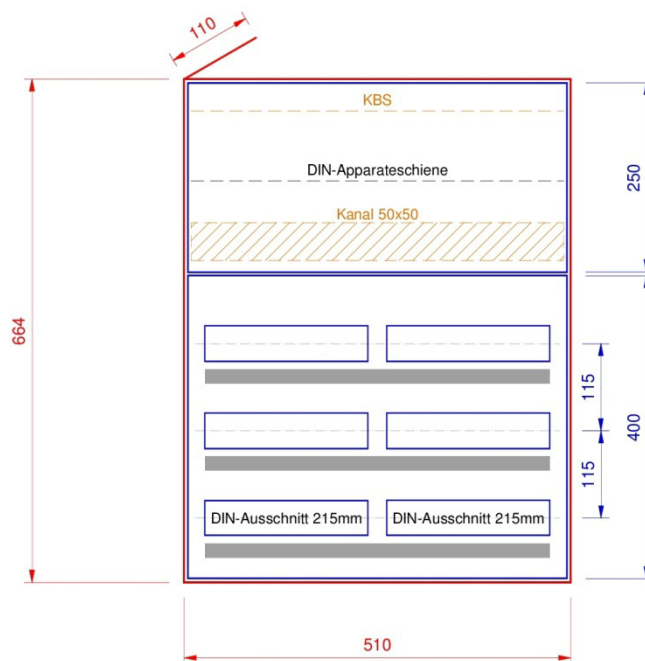 110
KBS
DIN-Apparateschiene
250
Kanal 50x50
664
115
400
115
DIN-Ausschnitt 215mm DIN-Ausschnitt 215mm
510